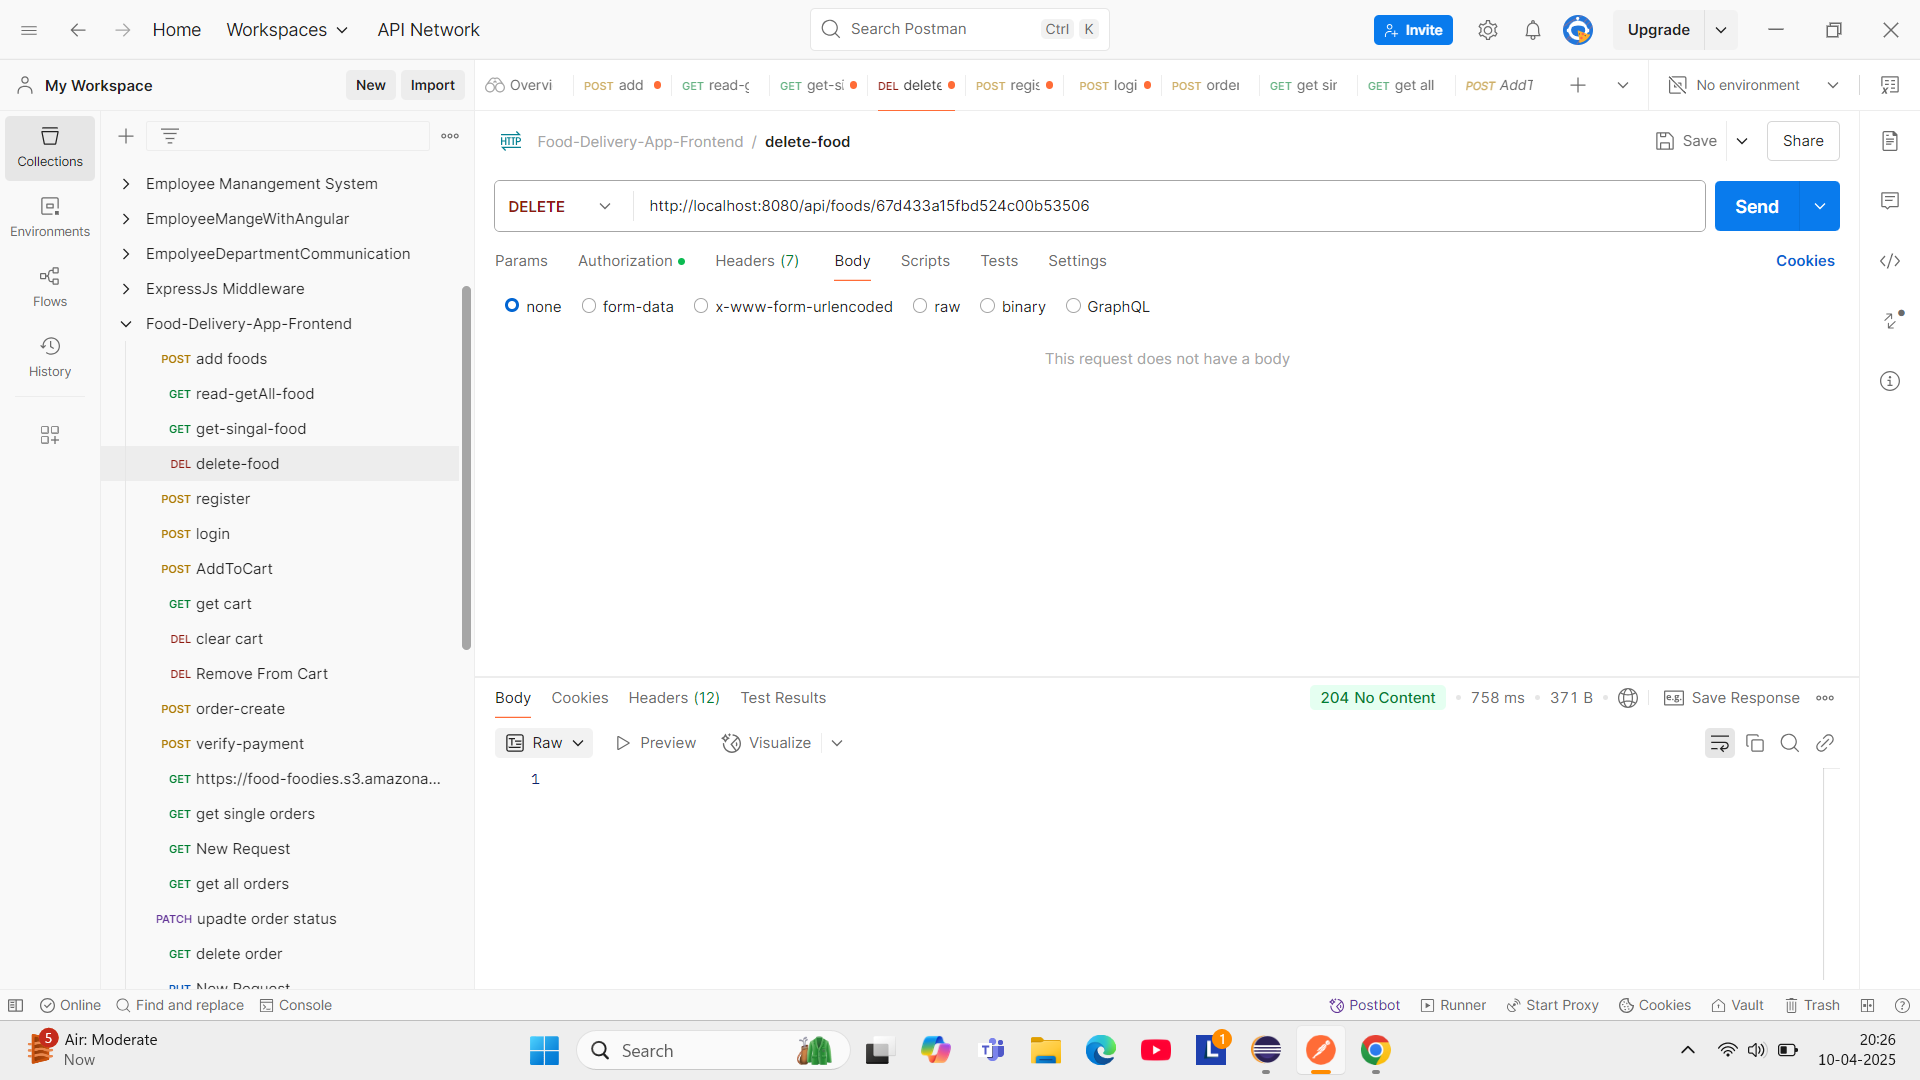 Home
Workspaces
API Network
Search Postman
Ctrl K
Invite
Upgrade
My Workspace
New
Import
Overvi
POST add
GET read-g
GET get-si
DEL delete
POST regis
POST logi
POST order
GET get sir
GET get all
POST AddT
No environment
Collections
Environments
Flows
History
Employee Manangement System
EmployeeMangeWithAngular
EmpolyeeDepartmentCommunication
ExpressJs Middleware
Food-Delivery-App-Frontend
POST add foods
GET read-getAll-food
GET get-singal-food
DEL delete-food
POST register
POST login
POST AddToCart
GET get cart
DEL clear cart
DEL Remove From Cart
POST order-create
POST verify-payment
GET https://food-foodies.s3.amazona...
GET get single orders
GET New Request
GET get all orders
PATCH upadte order status
GET delete order
PUT New Request
HTTP Food-Delivery-App-Frontend / delete-food
Save
Share
DELETE
http://localhost:8080/api/foods/67d433a15fbd524c00b53506
Send
Params
Authorization
Headers (7)
Body
Scripts
Tests
Settings
Cookies
none
form-data
x-www-form-urlencoded
raw
binary
GraphQL
This request does not have a body
Body
Cookies
Headers (12)
Test Results
204 No Content
758 ms
371 B
e.g. Save Response
Raw
Preview
Visualize
1
Online
Find and replace
Console
Postbot
Runner
Start Proxy
Cookies
Vault
Trash
5
Air: Moderate
Now
Search
L
1
20:26
10-04-2025